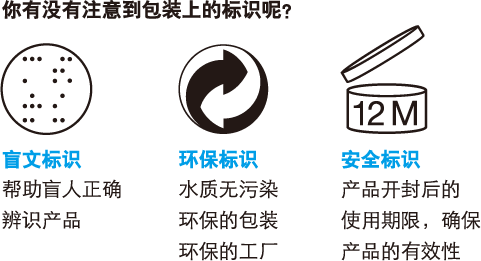 你有没有注意到包装上的标识呢?
12 M
盲文标识 环保标识 安全标识
帮助盲人正确 水质无污染 产品开封后的
辨识产品 环保的包装 使用期限，确保
环保的工厂 产品的有效性